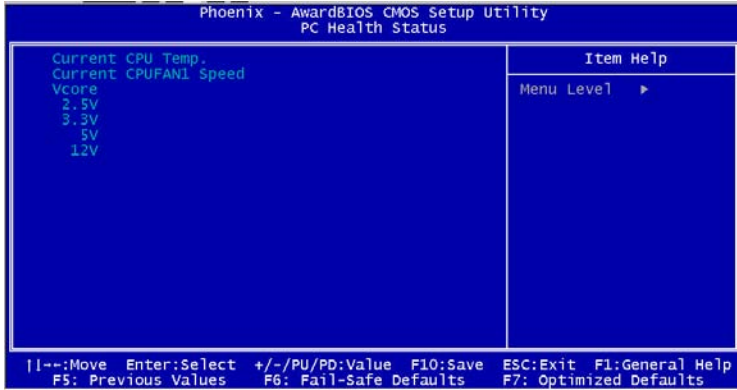 Phoenix - AwardBIOS CMOS Setup Utility
PC Health Status
Current CPU Temp.
Current CPUFAN1 Speed
Vcore
2.5V
3.3V
5V
12V
Item Help
Menu Level ▶
↑↓→←:Move Enter:Select +/-/PU/PD:Value F10:Save ESC:Exit F1:General Help
F5: Previous Values F6: Fail-Safe Defaults F7: Optimized Defaults